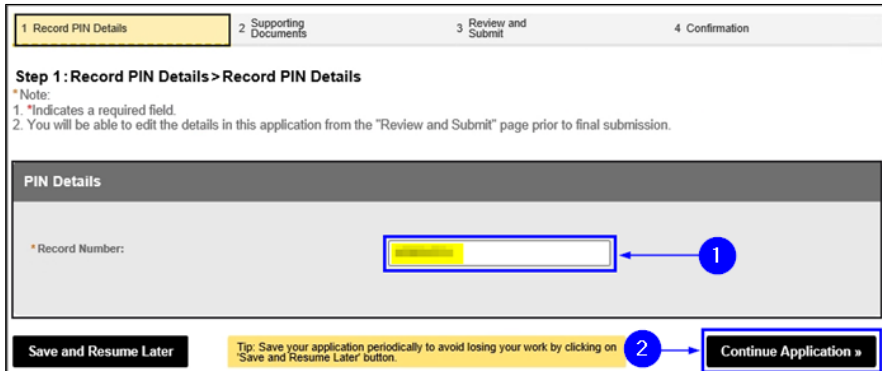 1 Record PIN Details
2 Supporting Documents
3 Review and Submit
4 Confirmation
Step 1:Record PIN Details>Record PIN Details
*Note:
1. *Indicates a required field.
2. You will be able to edit the details in this application from the "Review and Submit" page prior to final submission.
PIN Details
*Record Number:
1
Save and Resume Later
Tip: Save your application periodically to avoid losing your work by clicking on
'Save and Resume Later' button.
2
Continue Application »